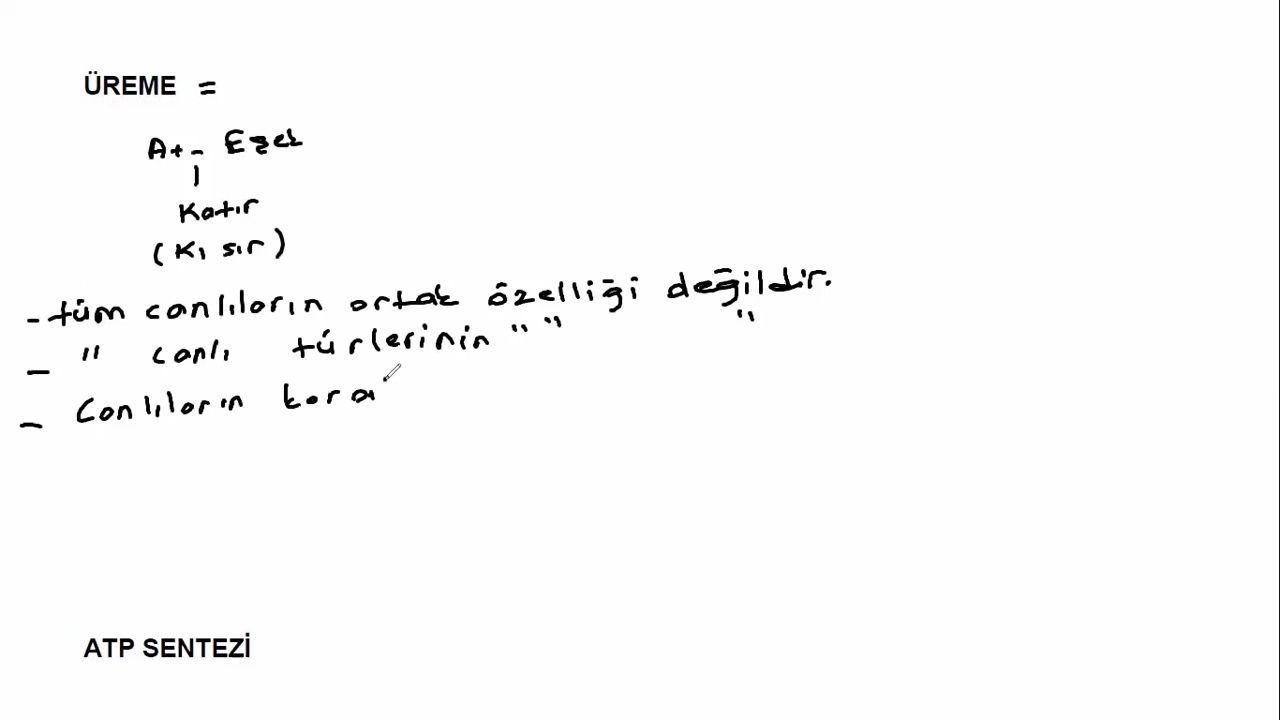 ÜREME =
At - Eşek
Katır
(Kısır)
- tüm canlıların ortak özelliği değildir.
- " canlı türlerinin " " "
- Canlıların kara
ATP SENTEZİ